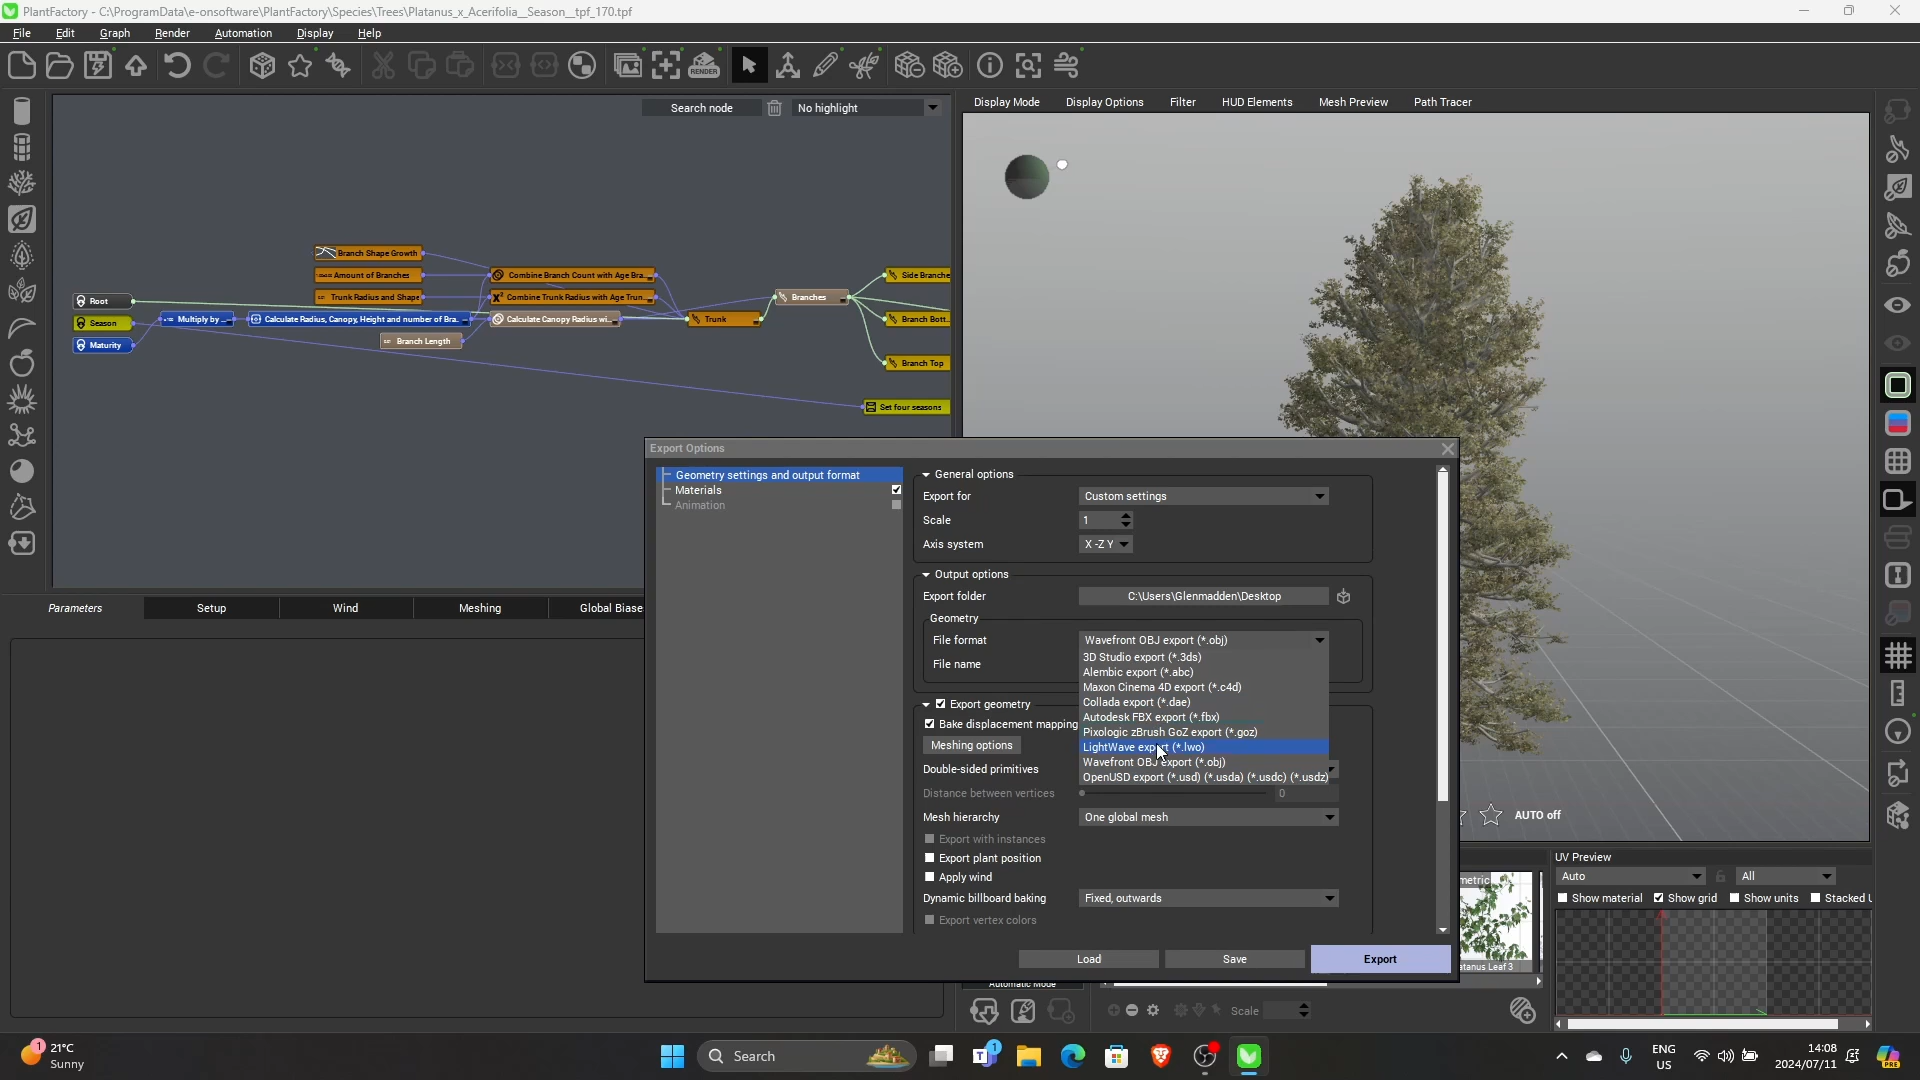 PlantFactory - C:\ProgramData\e-onsoftware\PlantFactory\Species\Trees\Platanus_x_Acerifolia__Season__tpf_170.tpf
File Edit Graph Render Automation Display Help
RENDER
Search node No highlight
Display Mode Display Options Filter HUD Elements Mesh Preview Path Tracer
Branch Shape Growth
Amount of Branches Combine Branch Count with Age Bra... Side Branche
Root Trunk Radius and Shape Combine Trunk Radius with Age Trun... Branches
Season Multiply by ... Calculate Radius, Canopy, Height and number of Bra. Calculate Canopy Radius wi... Trunk Branch Bott.
Maturity Branch Length
Branch Top
Set four seasons
Export Options
Geometry settings and output format
Materials
Animation
General options
Export for Custom settings
Scale 1
Axis system X -Z Y
Output options
Export folder C:\Users\Glenmadden\Desktop
Geometry
File format Wavefront OBJ export (*.obj)
File name
3D Studio export (*.3ds)
Alembic export (*.abc)
Maxon Cinema 4D export (*.c4d)
Collada export (*.dae)
Autodesk FBX export (*.fbx)
Pixologic zBrush GoZ export (*.goz)
LightWave export (*.lwo)
Wavefront OBJ export (*.obj)
OpenUSD export (*.usd) (*.usda) (*.usdc) (*.usdz)
Export geometry
Bake displacement mapping
Meshing options
Double-sided primitives
Distance between vertices 0
Mesh hierarchy One global mesh
Export with instances
Export plant position
Apply wind
Dynamic billboard baking Fixed, outwards
Export vertex colors
Load Save Export
Parameters Setup Wind Meshing Global Biase
AUTO off
metric
atanus Leaf 3
Automatic Mode
Scale
UV Preview
Auto All
Show material Show grid Show units Stacked U
21°C
Sunny
1
Search
1
ENG
US
14:08
2024/07/11
PRE